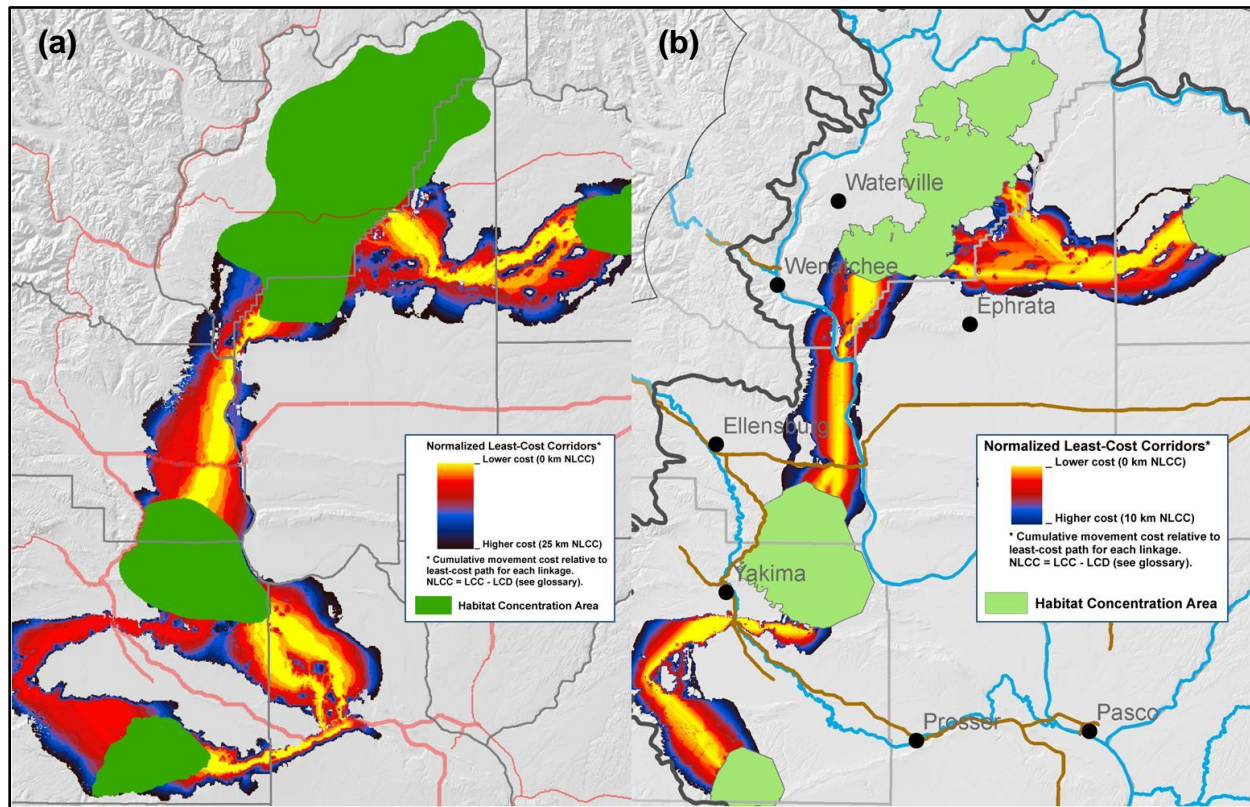 (a)
Normalized Least-Cost Corridors*
Lower cost (0 km NLCC)
Higher cost (25 km NLCC)
* Cumulative movement cost relative to
least-cost path for each linkage.
NLCC = LCC - LCD (see glossary).
Habitat Concentration Area
(b)
Waterville
Wenatchee
Ephrata
Ellensburg
Yakima
Prosser
Pasco
Normalized Least-Cost Corridors*
Lower cost (0 km NLCC)
Higher cost (10 km NLCC)
* Cumulative movement cost relative to
least-cost path for each linkage.
NLCC = LCC - LCD (see glossary).
Habitat Concentration Area